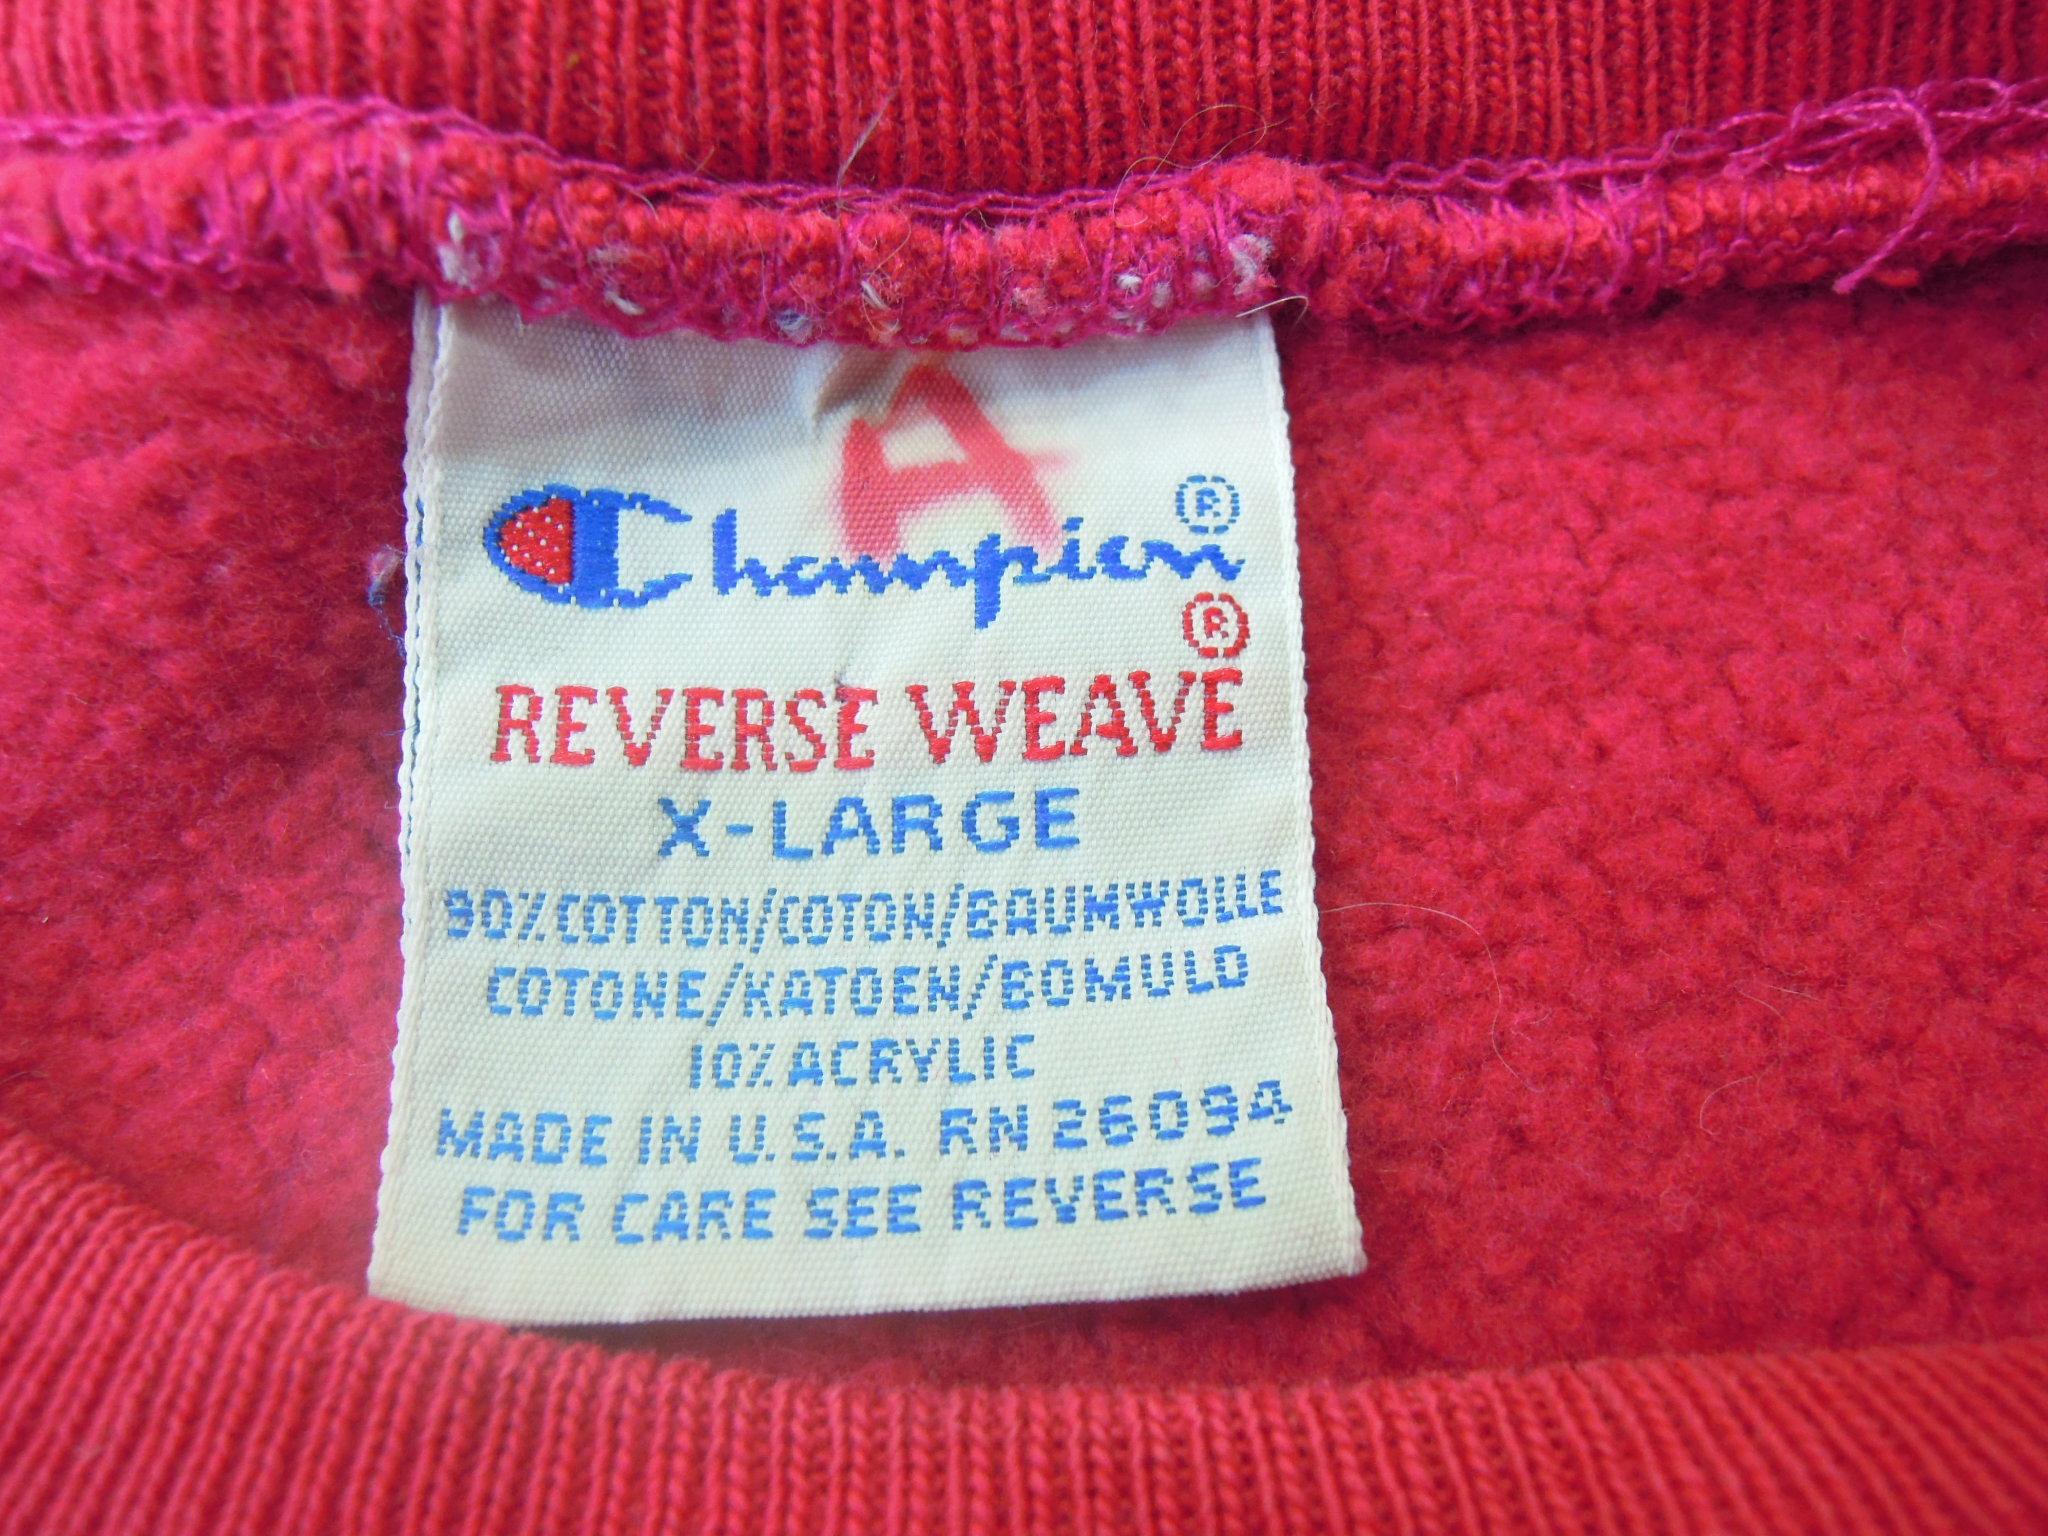 A
Champion ®
®
REVERSE WEAVE
X-LARGE
90% COTTON/COTON/BAUMWOLLE
COTONE/KATOEN/BOMULD
10% ACRYLIC
MADE IN U.S.A. RN 26094
FOR CARE SEE REVERSE